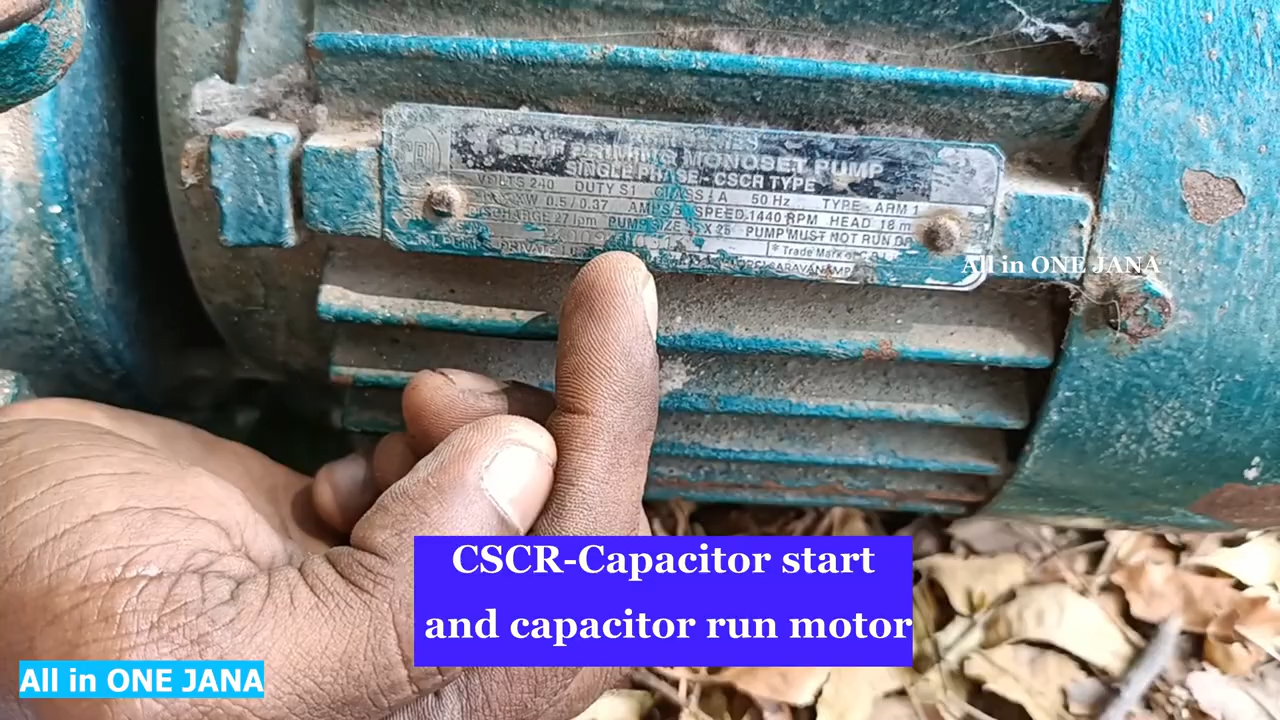 SELF PRIMING MONOSET PUMP
SINGLE PHASE - CSCR TYPE
VOLTS 240 DUTY S1 CLASS : A 50 Hz TYPE - ARM 1
KW 0.5 / 0.37 AMPS SPEED 1440 RPM HEAD 18 m
DISCHARGE 27 lpm PUMP SIZE X 25 PUMP MUST NOT RUN
* Trade Mark of
PRIVATE
All in ONE JANA
CSCR-Capacitor start
and capacitor run motor
All in ONE JANA